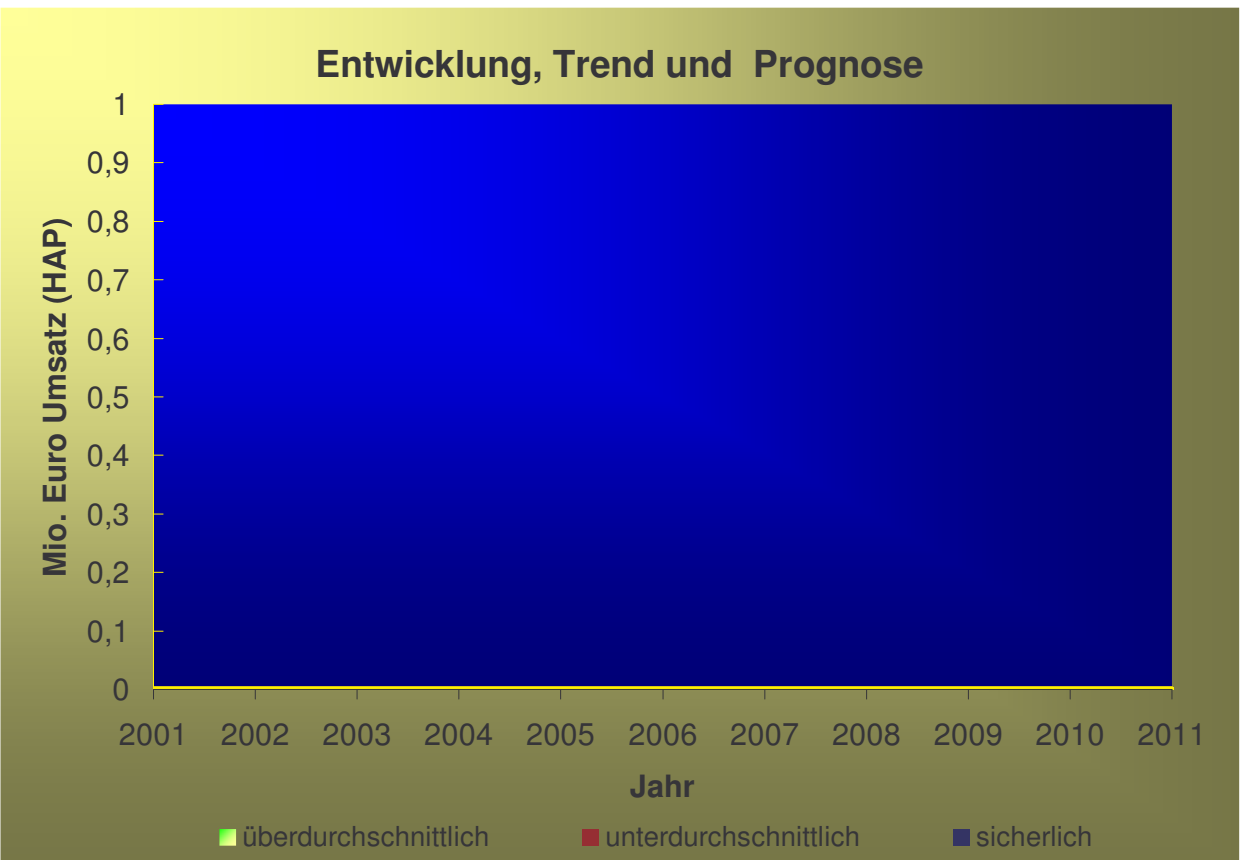 Entwicklung, Trend und  Prognose
Mio. Euro Umsatz (HAP)
1
0,9
0,8
0,7
0,6
0,5
0,4
0,3
0,2
0,1
0
2001 2002 2003 2004 2005 2006 2007 2008 2009 2010 2011
Jahr
überdurchschnittlich unterdurchschnittlich sicherlich